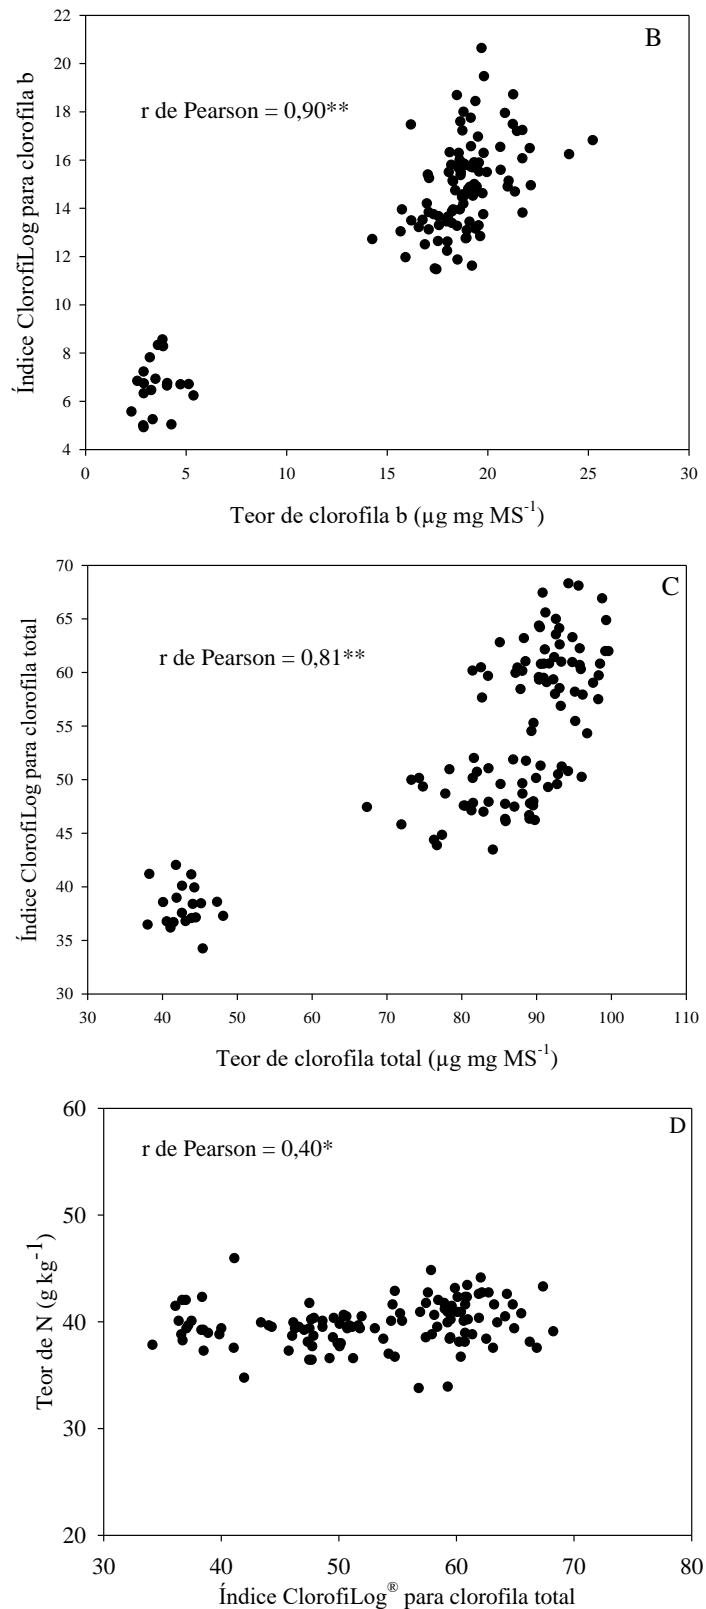 B
r de Pearson = 0,90**
22
20
18
16
14
12
10
8
6
4
Índice ClorofiLog para clorofila b
0 5 10 15 20 25 30
Teor de clorofila b (µg mg MS⁻¹)
C
r de Pearson = 0,81**
70
65
60
55
50
45
40
35
30
Índice ClorofiLog para clorofila total
30 40 50 60 70 80 90 100 110
Teor de clorofila total (µg mg MS⁻¹)
D
r de Pearson = 0,40*
60
50
40
30
20
Teor de N (g kg⁻¹)
30 40 50 60 70 80
Índice ClorofiLog® para clorofila total